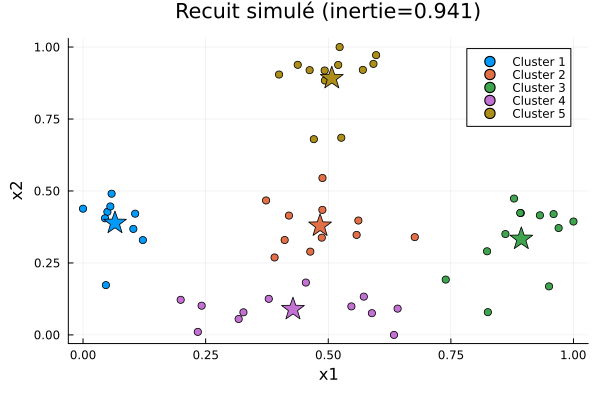 Recuit simulé (inertie=0.941)
Cluster 1
Cluster 2
Cluster 3
Cluster 4
Cluster 5
1.00
0.75
0.50
0.25
0.00
x2
0.00 0.25 0.50 0.75 1.00
x1